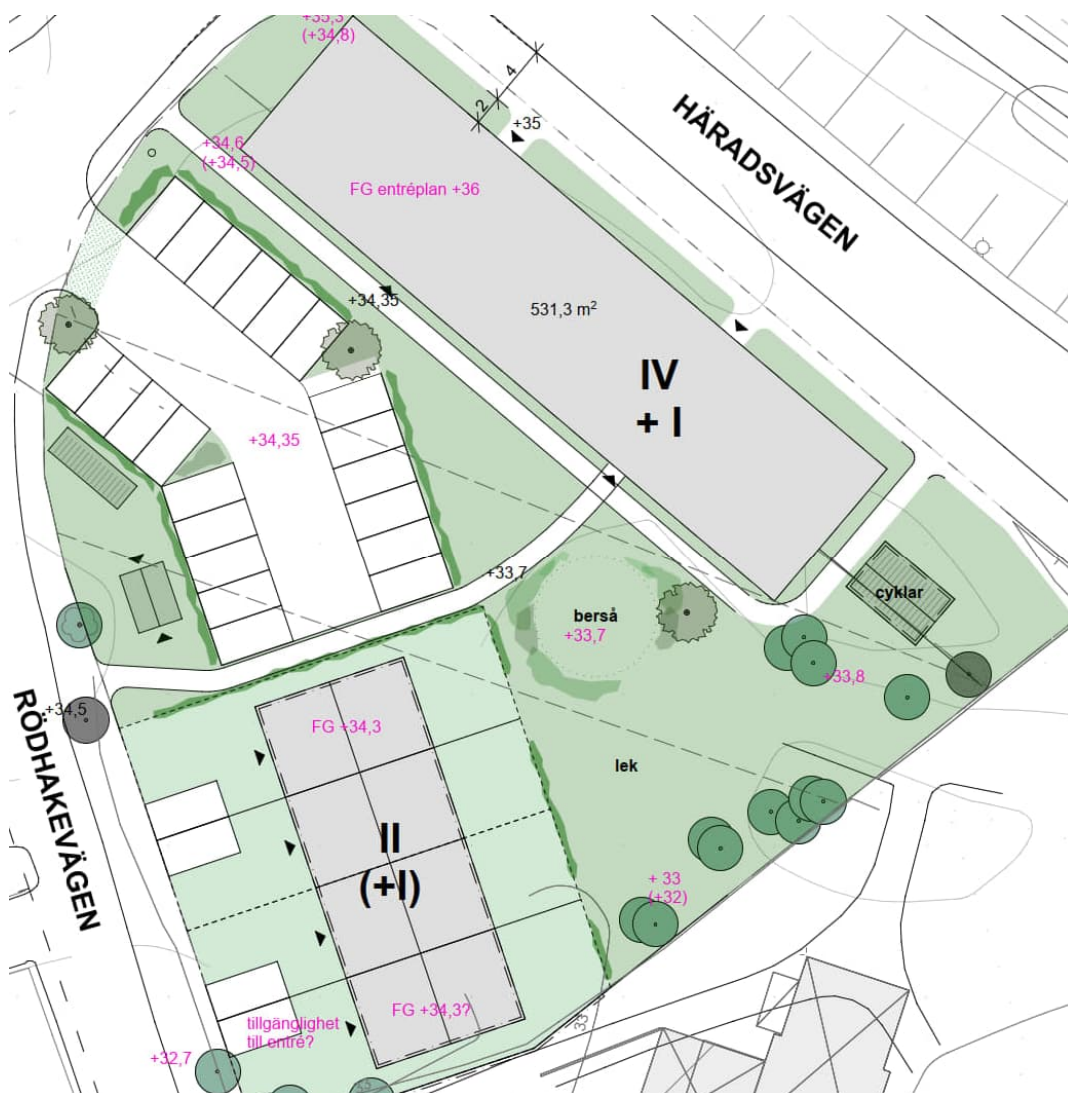 +35,3
(+34,8)
4
2
+35
HÄRADSVÄGEN
+34,6
(+34,5)
FG entréplan +36
+34,35
531,3 m²
IV
+ I
+34,35
+33,7
cyklar
berså
+33,7
+33,8
+34,5
RÖDHAKEVÄGEN
FG +34,3
lek
II
(+I)
+ 33
(+32)
FG +34,3?
tillgänglighet
till entré?
33
+32,7